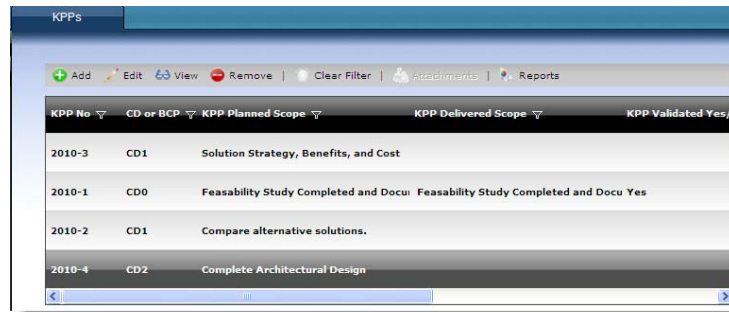 KPPs
Add Edit View Remove | Clear Filter | Attachments | Reports
KPP No CD or BCP KPP Planned Scope KPP Delivered Scope KPP Validated Yes/
2010-3 CD1 Solution Strategy, Benefits, and Cost
2010-1 CD0 Feasability Study Completed and Docu Feasability Study Completed and Docu Yes
2010-2 CD1 Compare alternative solutions.
2010-4 CD2 Complete Architectural Design